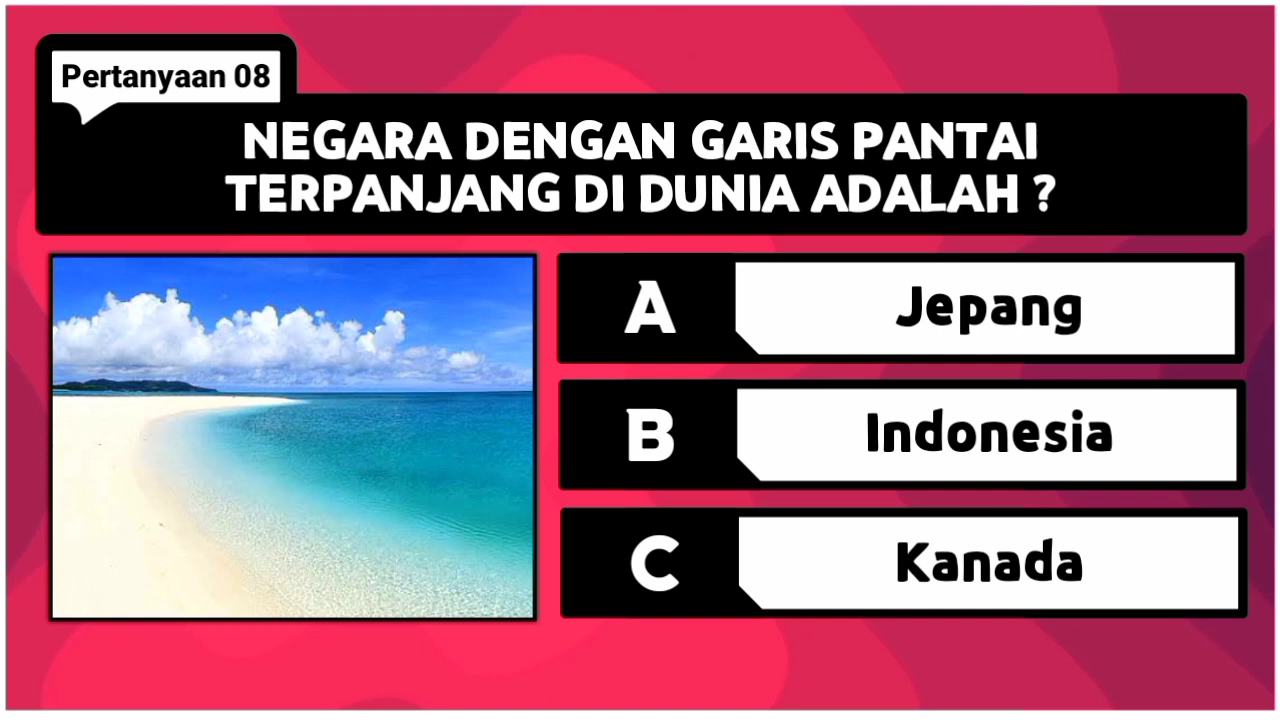 Pertanyaan 08
NEGARA DENGAN GARIS PANTAI
TERPANJANG DI DUNIA ADALAH ?
A
Jepang
B
Indonesia
C
Kanada